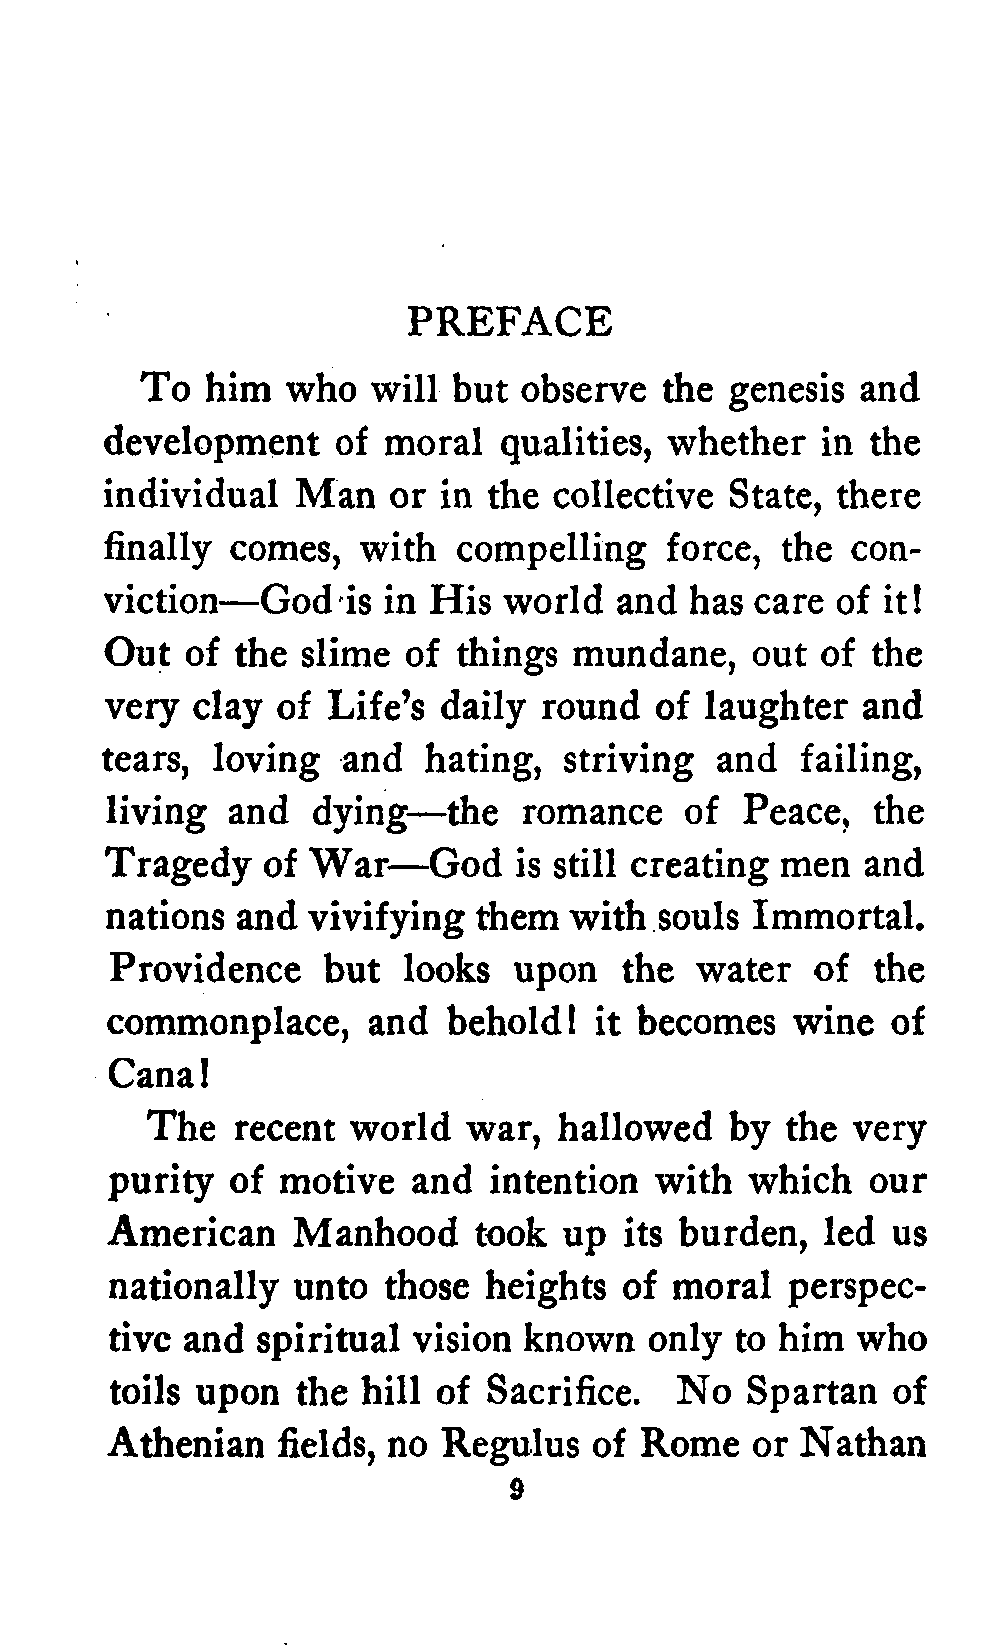 PREFACE
To him who will but observe the genesis and
development of moral qualities, whether in the
individual Man or in the collective State, there
finally comes, with compelling force, the con-
viction—God is in His world and has care of it!
Out of the slime of things mundane, out of the
very clay of Life's daily round of laughter and
tears, loving and hating, striving and failing,
living and dying—the romance of Peace, the
Tragedy of War—God is still creating men and
nations and vivifying them with souls Immortal.
Providence but looks upon the water of the
commonplace, and behold! it becomes wine of
Cana!
The recent world war, hallowed by the very
purity of motive and intention with which our
American Manhood took up its burden, led us
nationally unto those heights of moral perspec-
tive and spiritual vision known only to him who
toils upon the hill of Sacrifice. No Spartan of
Athenian fields, no Regulus of Rome or Nathan
9